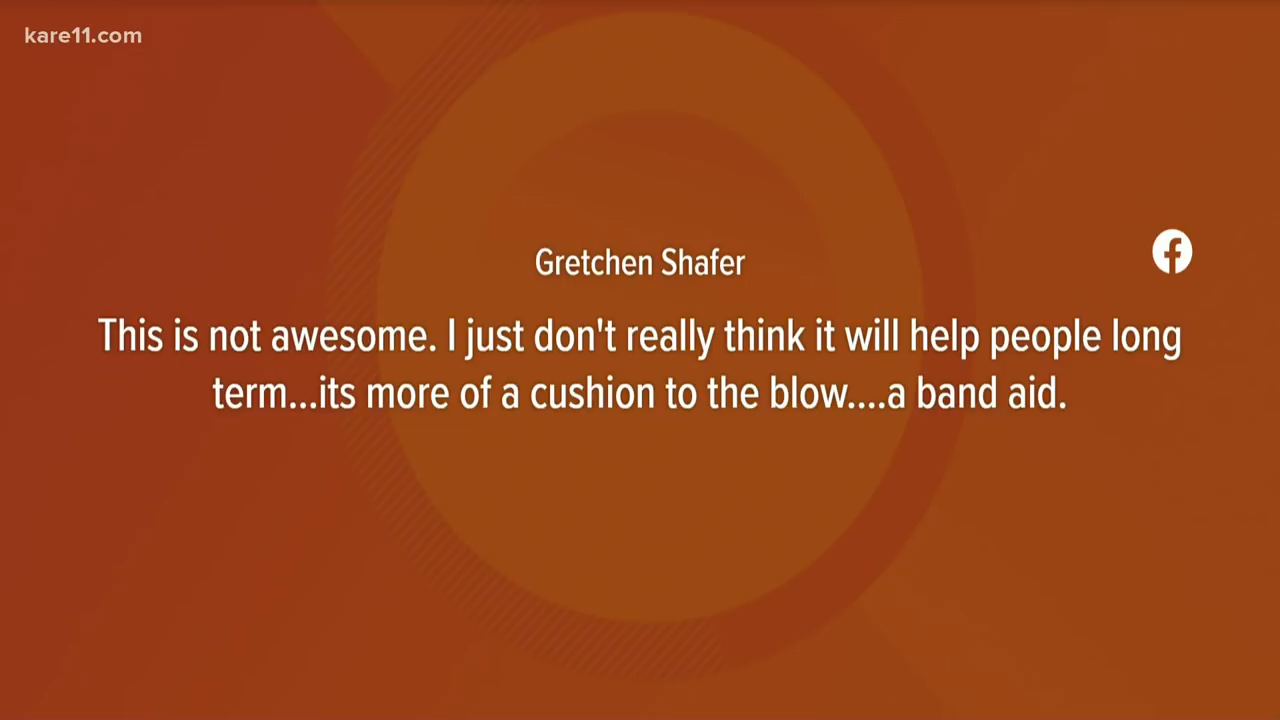 kare11.com
Gretchen Shafer
This is not awesome. I just don't really think it will help people long
term...its more of a cushion to the blow....a band aid.